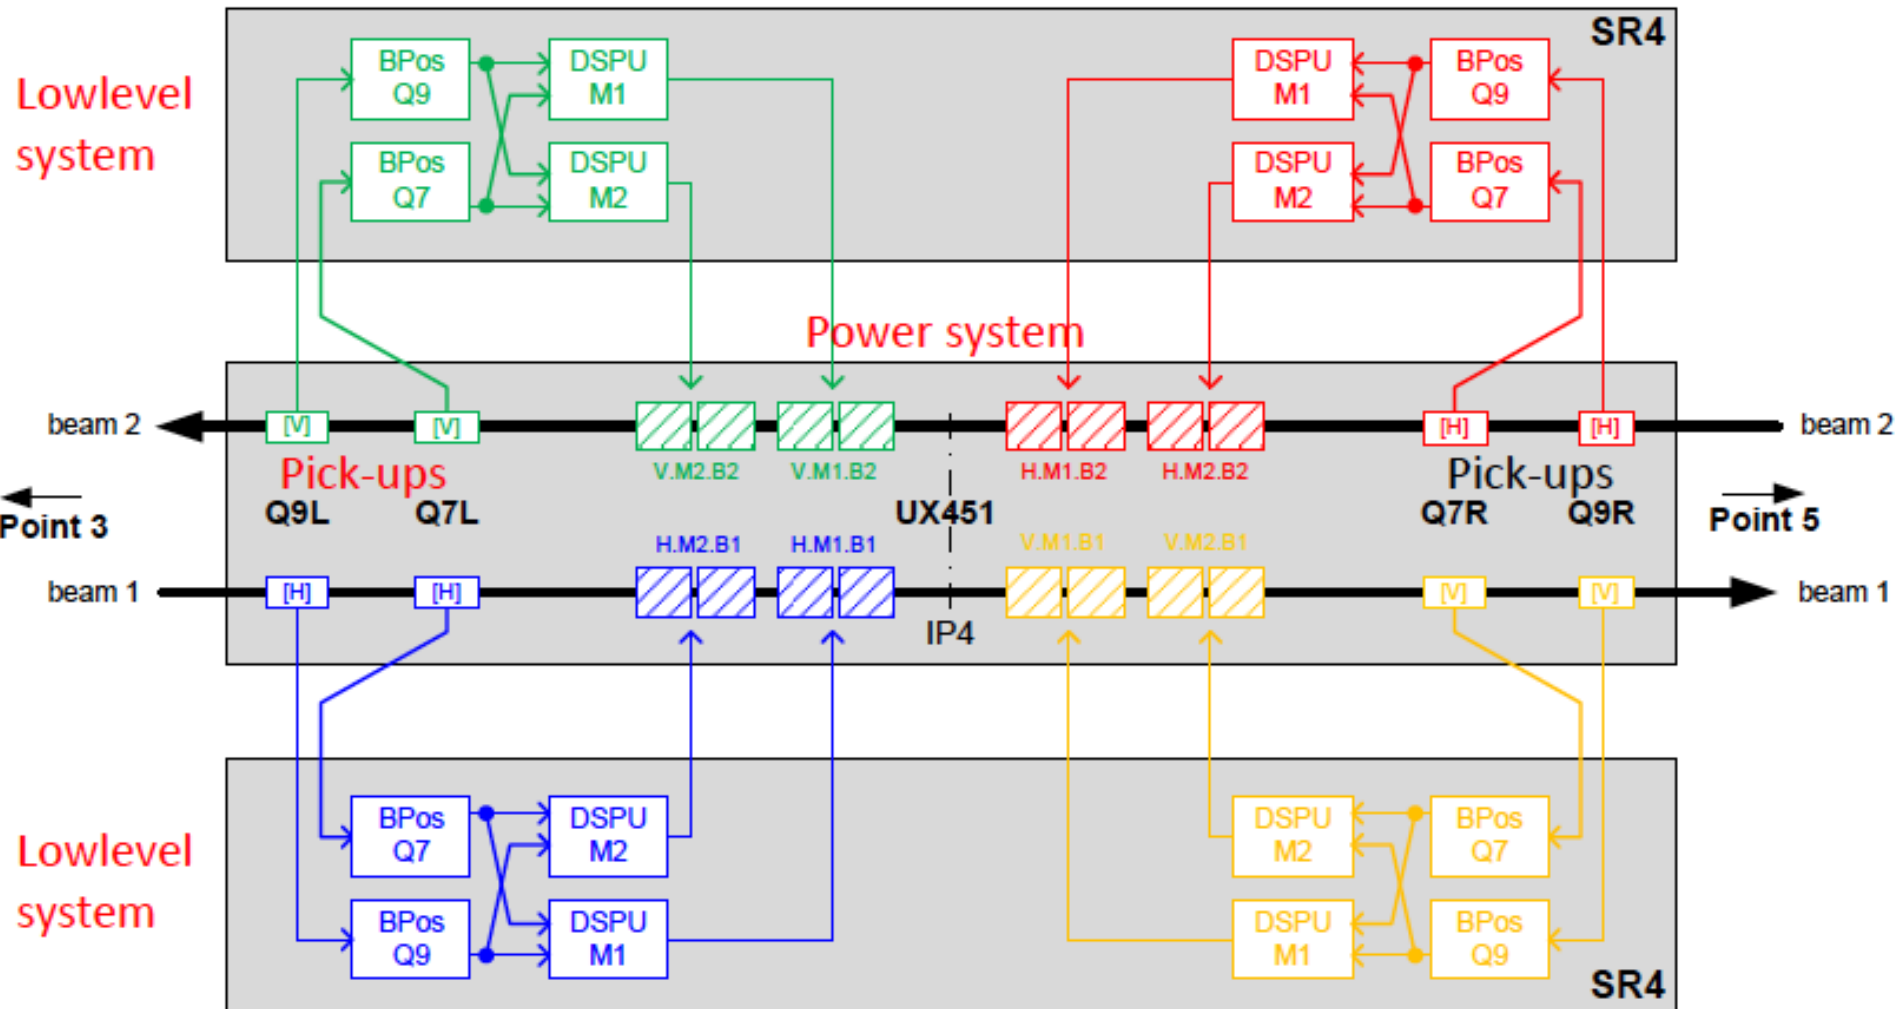 SR4
Lowlevel
system
BPos
Q9
DSPU
M1
DSPU
M1
BPos
Q9
BPos
Q7
DSPU
M2
DSPU
M2
BPos
Q7
Power system
beam 2
[V]
[V]
[H]
[H]
beam 2
Pick-ups
V.M2.B2
V.M1.B2
H.M1.B2
H.M2.B2
Pick-ups
Q9L
Q7L
UX451
Q7R
Q9R
Point 3
Point 5
H.M2.B1
H.M1.B1
V.M1.B1
V.M2.B1
beam 1
[H]
[H]
[V]
[V]
beam 1
IP4
Lowlevel
system
BPos
Q7
DSPU
M2
DSPU
M2
BPos
Q7
BPos
Q9
DSPU
M1
DSPU
M1
BPos
Q9
SR4